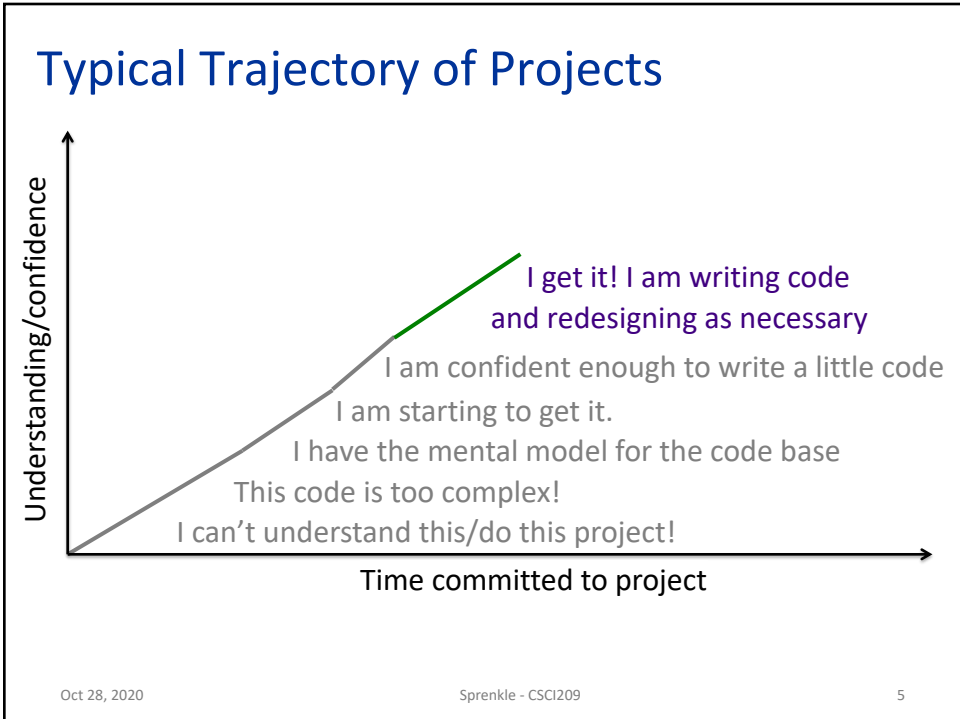 Typical Trajectory of Projects
Understanding/confidence
I get it! I am writing code
and redesigning as necessary
I am confident enough to write a little code
I am starting to get it.
I have the mental model for the code base
This code is too complex!
I can’t understand this/do this project!
Time committed to project
Oct 28, 2020
Sprenkle - CSCI209
5